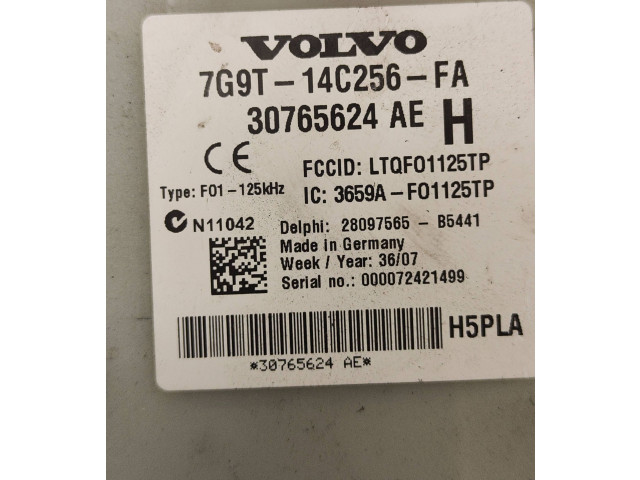 VOLVO
7G9T-14C256-FA
30765624 AE H
CE
FCCID: LTQFO1125TP
Type: FO1-125kHz IC: 3659A-FO1125TP
N11042 Delphi: 28097565 - B5441
Made in Germany
Week / Year: 36/07
Serial no.: 000072421499
H5PLA
*30765624 AE*